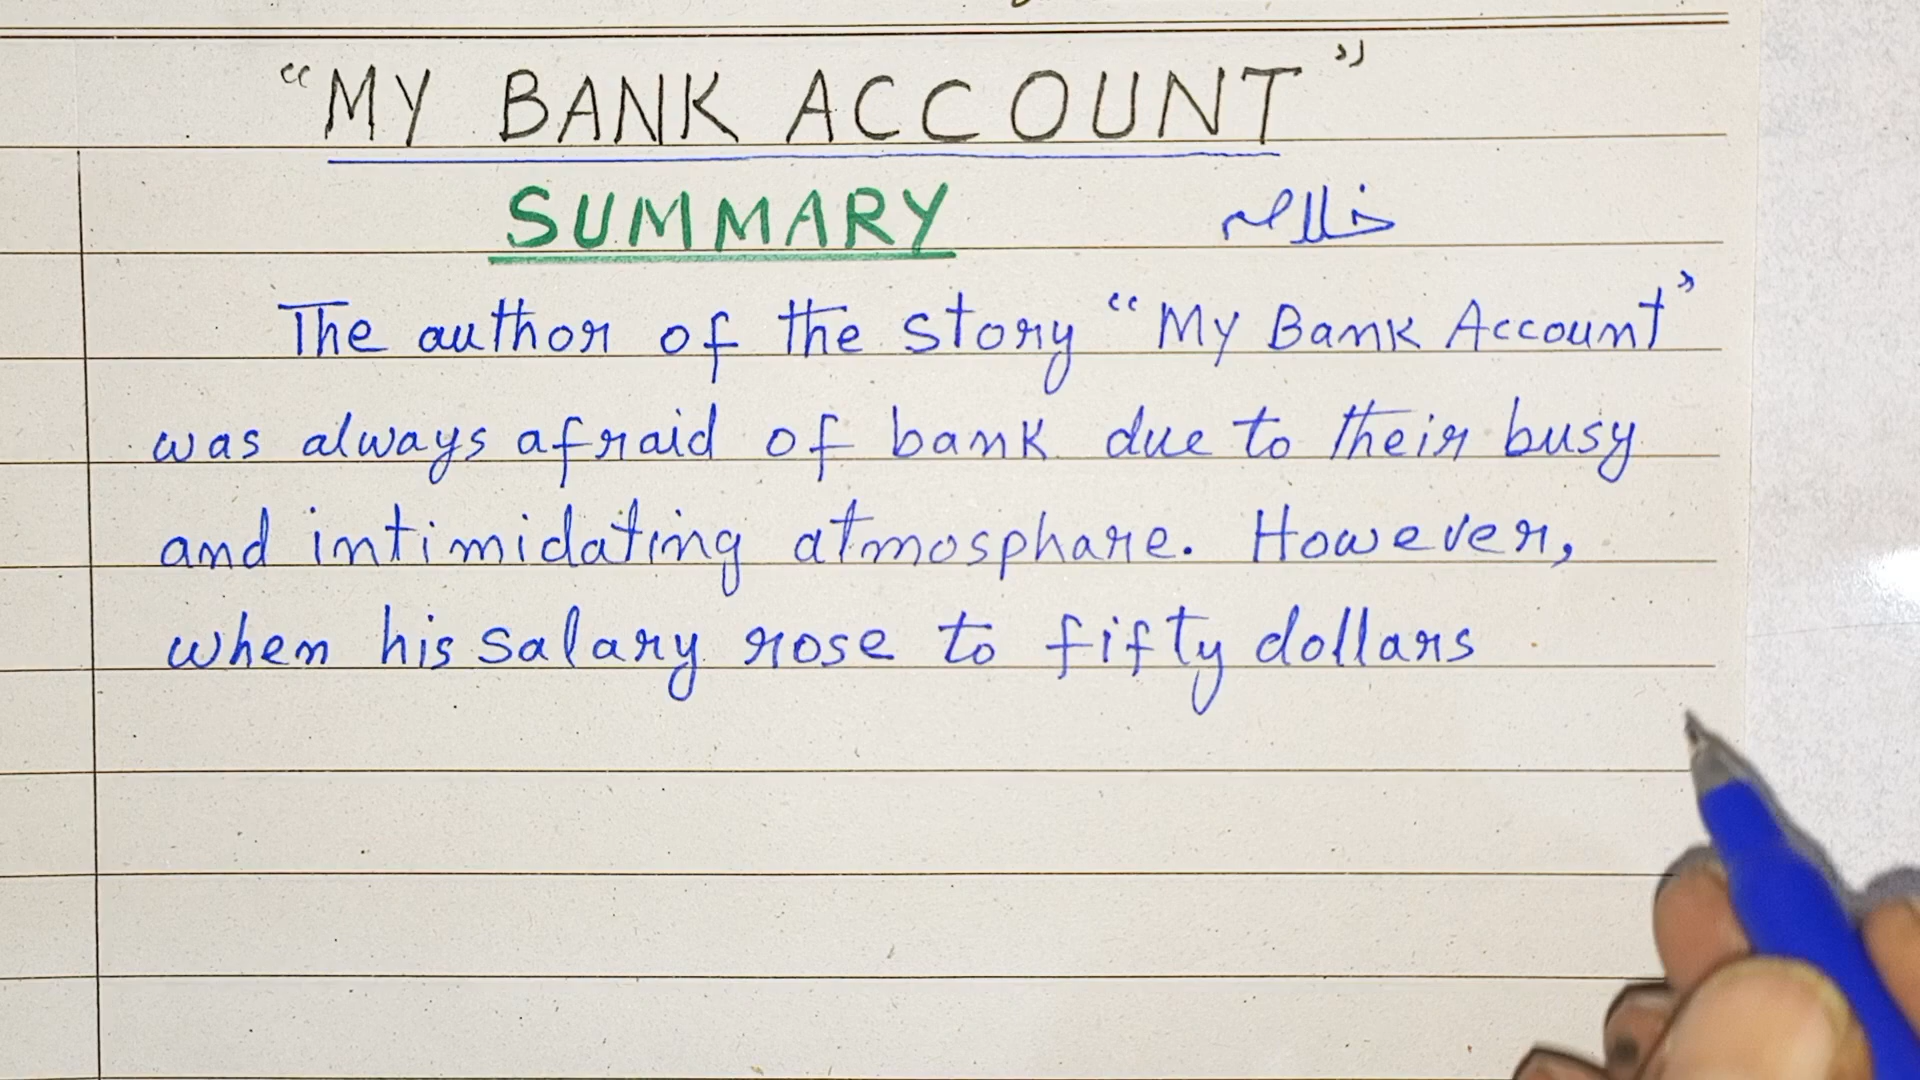 “MY BANK ACCOUNT”
SUMMARY خلاصہ
The author of the story “My Bank Account”
was always afraid of bank due to their busy
and intimidating atmosphare. However,
when his salary rose to fifty dollars